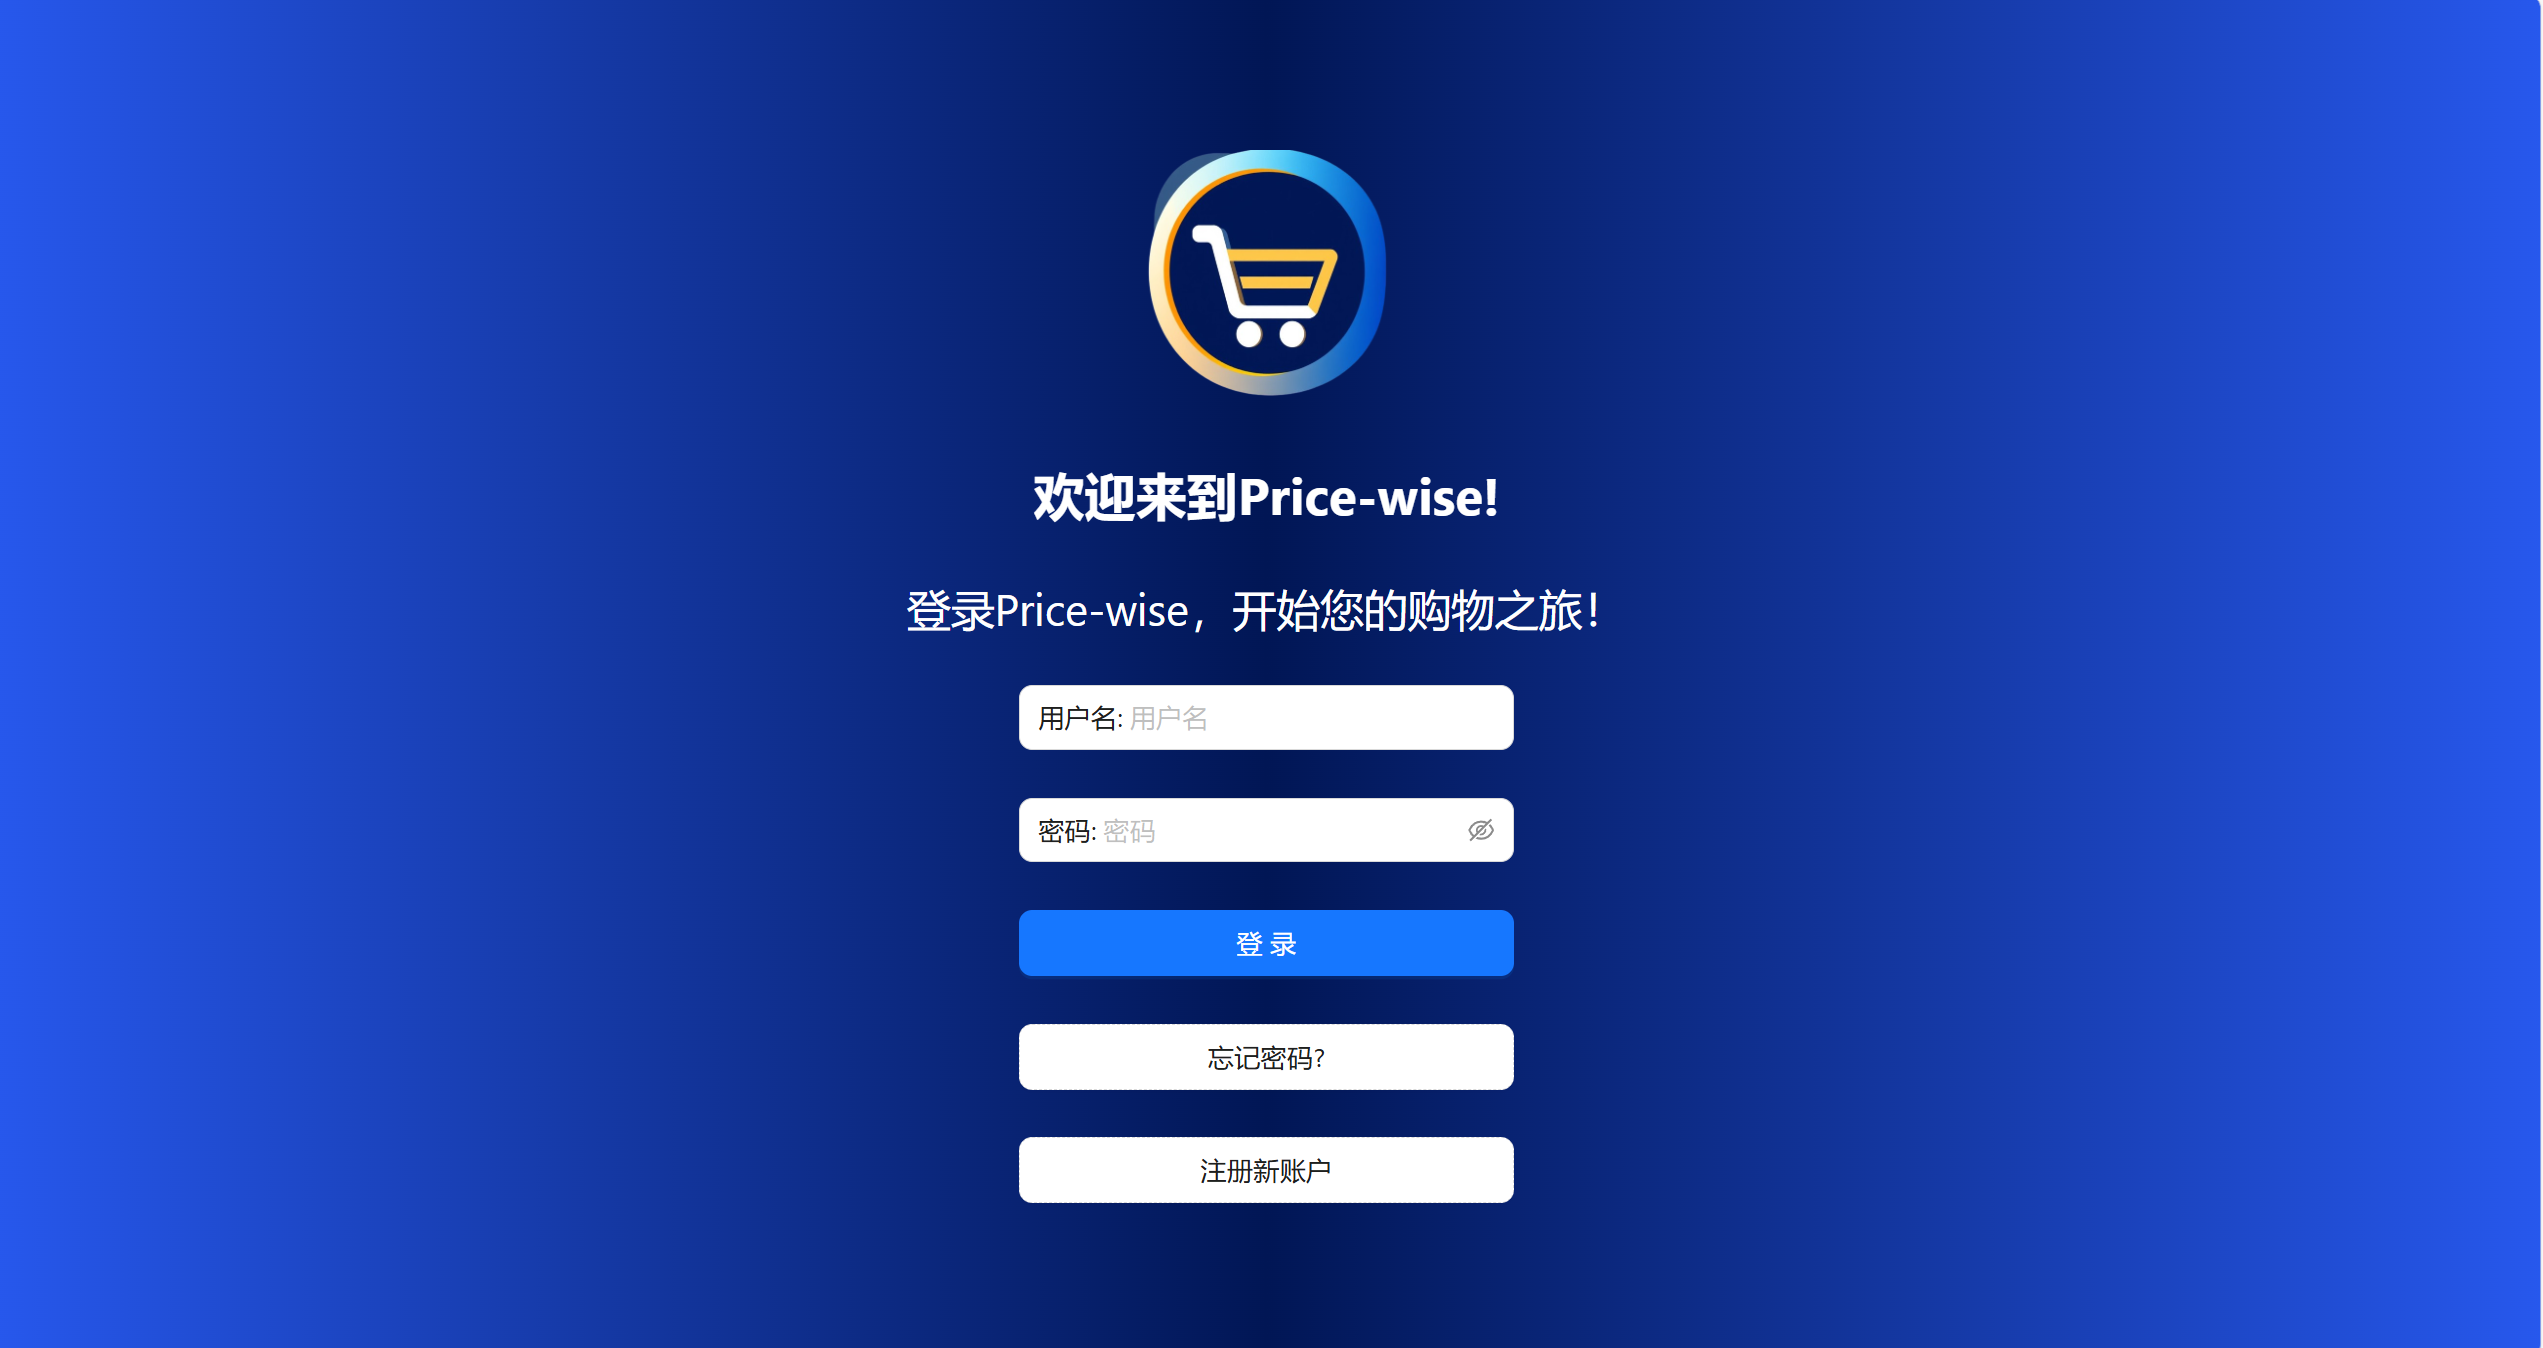 欢迎来到Price-wise!
登录Price-wise，开始您的购物之旅！
用户名: 用户名
密码: 密码
登 录
忘记密码?
注册新账户